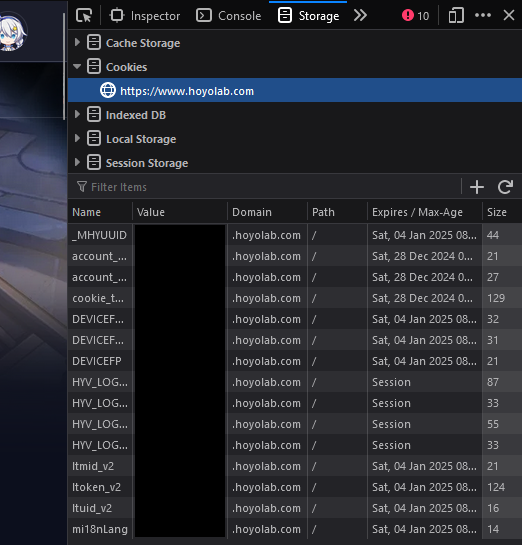 Inspector Console Storage 10
Cache Storage
Cookies
https://www.hoyolab.com
Indexed DB
Local Storage
Session Storage
Filter Items
Name Value Domain Path Expires / Max-Age Size
_MHYUUID .hoyolab.com / Sat, 04 Jan 2025 08... 44
account_... .hoyolab.com / Sat, 28 Dec 2024 0... 21
account_... .hoyolab.com / Sat, 28 Dec 2024 0... 27
cookie_t... .hoyolab.com / Sat, 28 Dec 2024 0... 129
DEVICEF... .hoyolab.com / Sat, 04 Jan 2025 08... 32
DEVICEF... .hoyolab.com / Sat, 04 Jan 2025 08... 31
DEVICEFP .hoyolab.com / Sat, 04 Jan 2025 08... 21
HYV_LOG... .hoyolab.com / Session 87
HYV_LOG... .hoyolab.com / Session 33
HYV_LOG... .hoyolab.com / Session 55
HYV_LOG... .hoyolab.com / Session 33
ltmid_v2 .hoyolab.com / Sat, 04 Jan 2025 08... 21
ltoken_v2 .hoyolab.com / Sat, 04 Jan 2025 08... 124
ltuid_v2 .hoyolab.com / Sat, 04 Jan 2025 08... 16
mi18nLang .hoyolab.com / Sat, 04 Jan 2025 08... 14